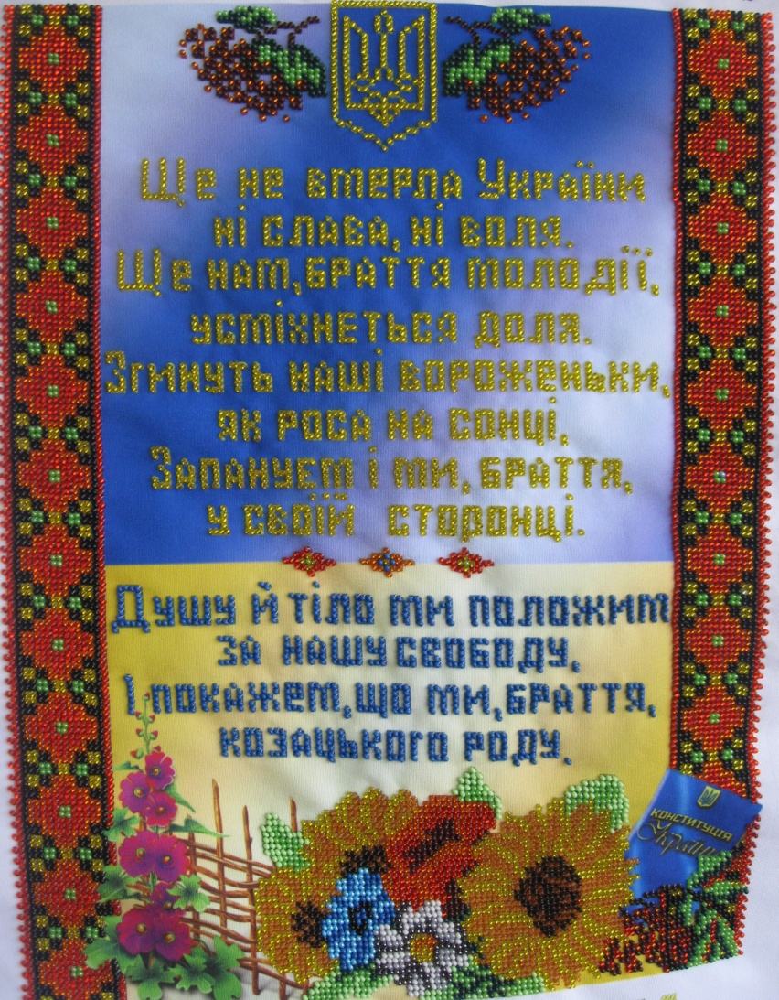 Ще не вмерла України
ні слава, ні воля.
Ще нам, браття молодії,
усміхнеться доля.
Згинуть наші вороженьки,
як роса на сонці,
Запануєм і ми, браття,
у своїй сторонці.
Душу й тіло ми положим
за нашу свободу,
І покажем, що ми, браття,
козацького роду.
КОНСТИТУЦІЯ
України